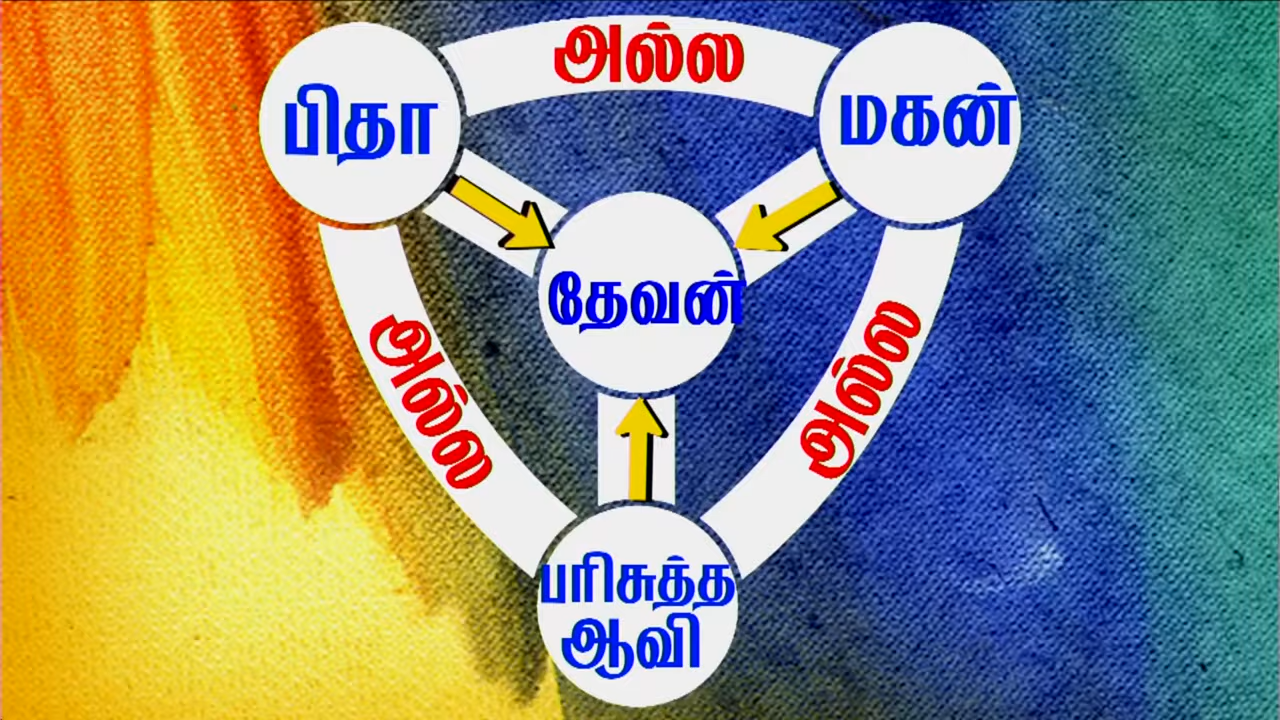 அல்ல
பிதா
மகன்
தேவன்
அல்ல
அல்ல
பரிசுத்த
ஆவி